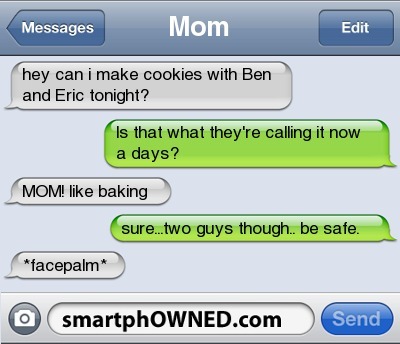 Messages
Mom
Edit
hey can i make cookies with Ben
and Eric tonight?
Is that what they're calling it now
a days?
MOM! like baking
sure...two guys though.. be safe.
*facepalm*
smartphOWNED.com
Send